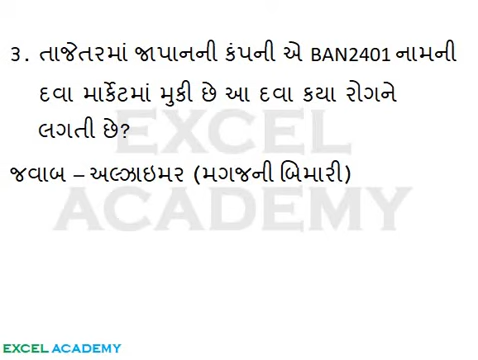 3. તાજેતરમાં જાપાનની કંપની એ BAN2401 નામની
દવા માર્કેટમાં મુકી છે આ દવા કયા રોગને
લગતી છે?
જવાબ – અલ્ઝાઇમર (મગજની બિમારી)
EXCEL
ACADEMY
EXCEL ACADEMY